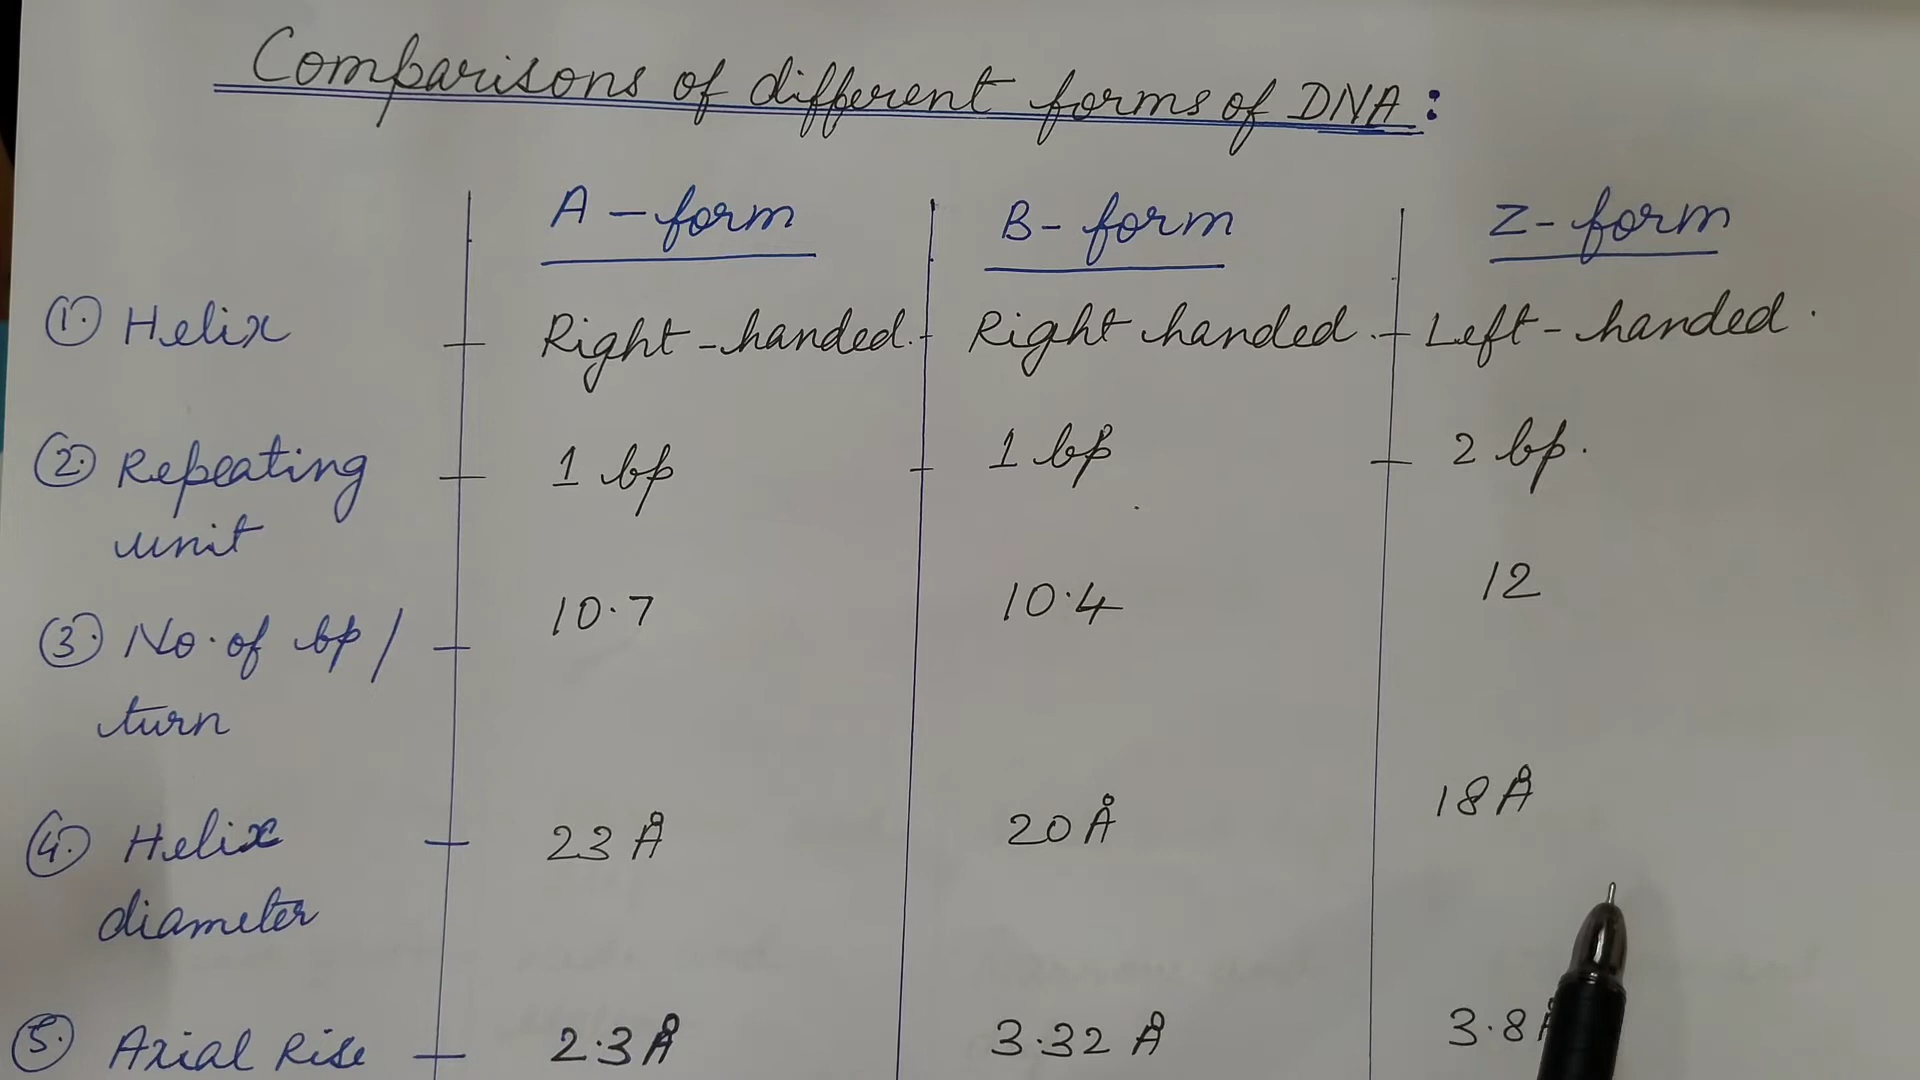 Comparisons of different forms of DNA:
A-form B-form Z-form
① Helix Right-handed. Right handed. Left-handed.
② Repeating 1 bp 1 bp 2 bp.
unit
③ No. of bp/ 10.7 10.4 12
turn
④ Helix 23 Å 20 Å 18 Å
diameter
⑤ Axial Rise 2.3 Å 3.32 Å 3.8